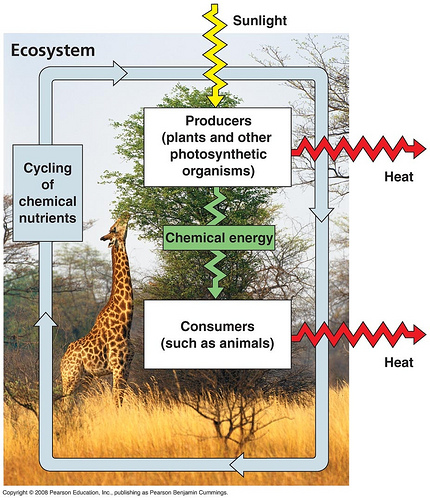 Sunlight
Ecosystem
Producers
(plants and other
photosynthetic
organisms)
Heat
Cycling
of
chemical
nutrients
Chemical energy
Consumers
(such as animals)
Heat
Copyright © 2008 Pearson Education, Inc., publishing as Pearson Benjamin Cummings.